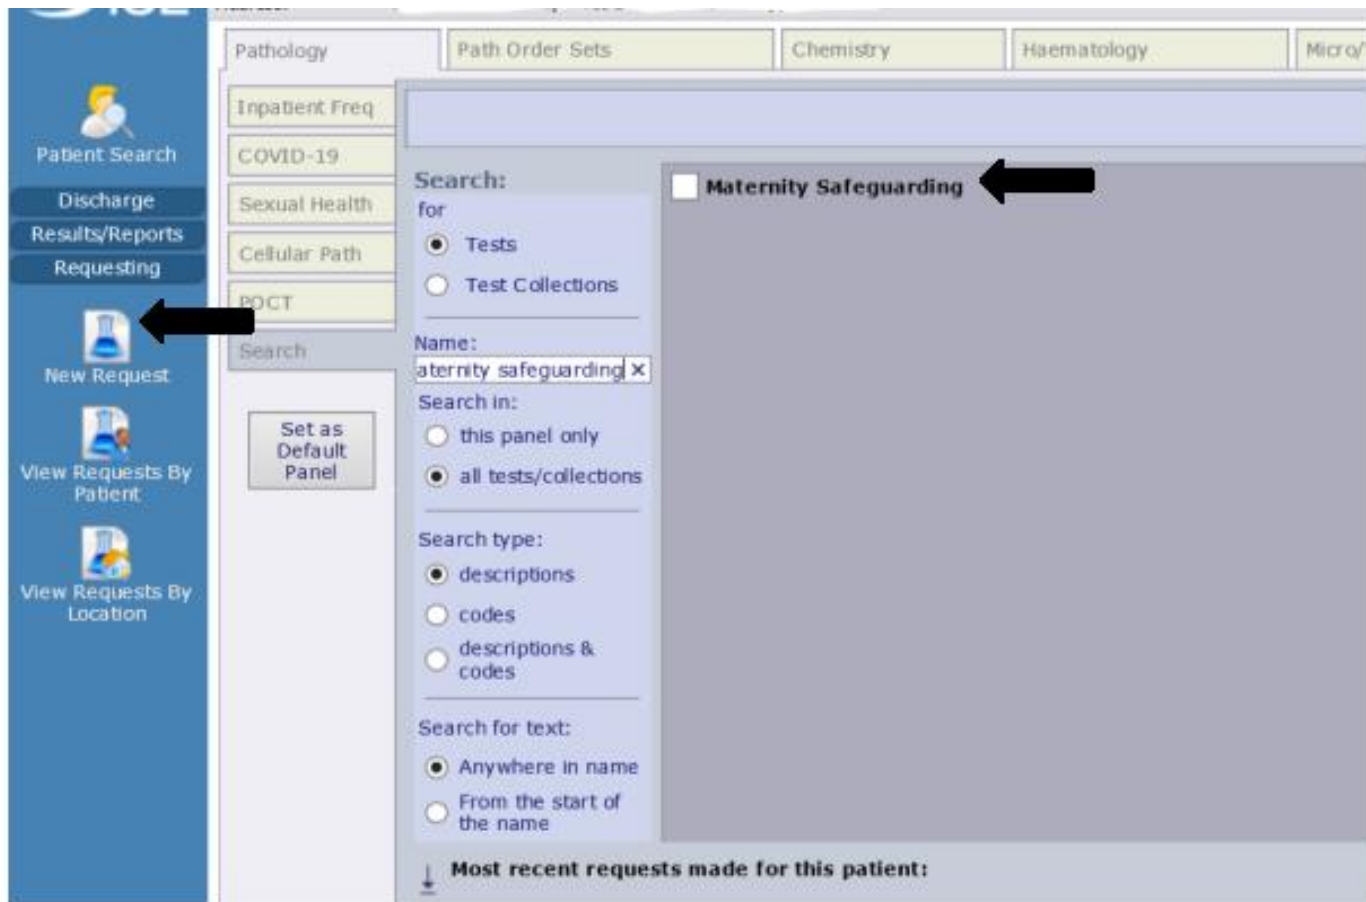 ICE
Pathology
Path Order Sets
Chemistry
Haematology
Patient Search
Discharge
Results/Reports
Requesting
New Request
View Requests By
Patient
View Requests By
Location
Inpatient Freq
COVID-19
Sexual Health
Cellular Path
POCT
Search
Set as
Default
Panel
Search:
for
Tests
Test Collections
Name:
aternity safeguarding
Search in:
this panel only
all tests/collections
Search type:
descriptions
codes
descriptions &
codes
Search for text:
Anywhere in name
From the start of
the name
Maternity Safeguarding
Most recent requests made for this patient: